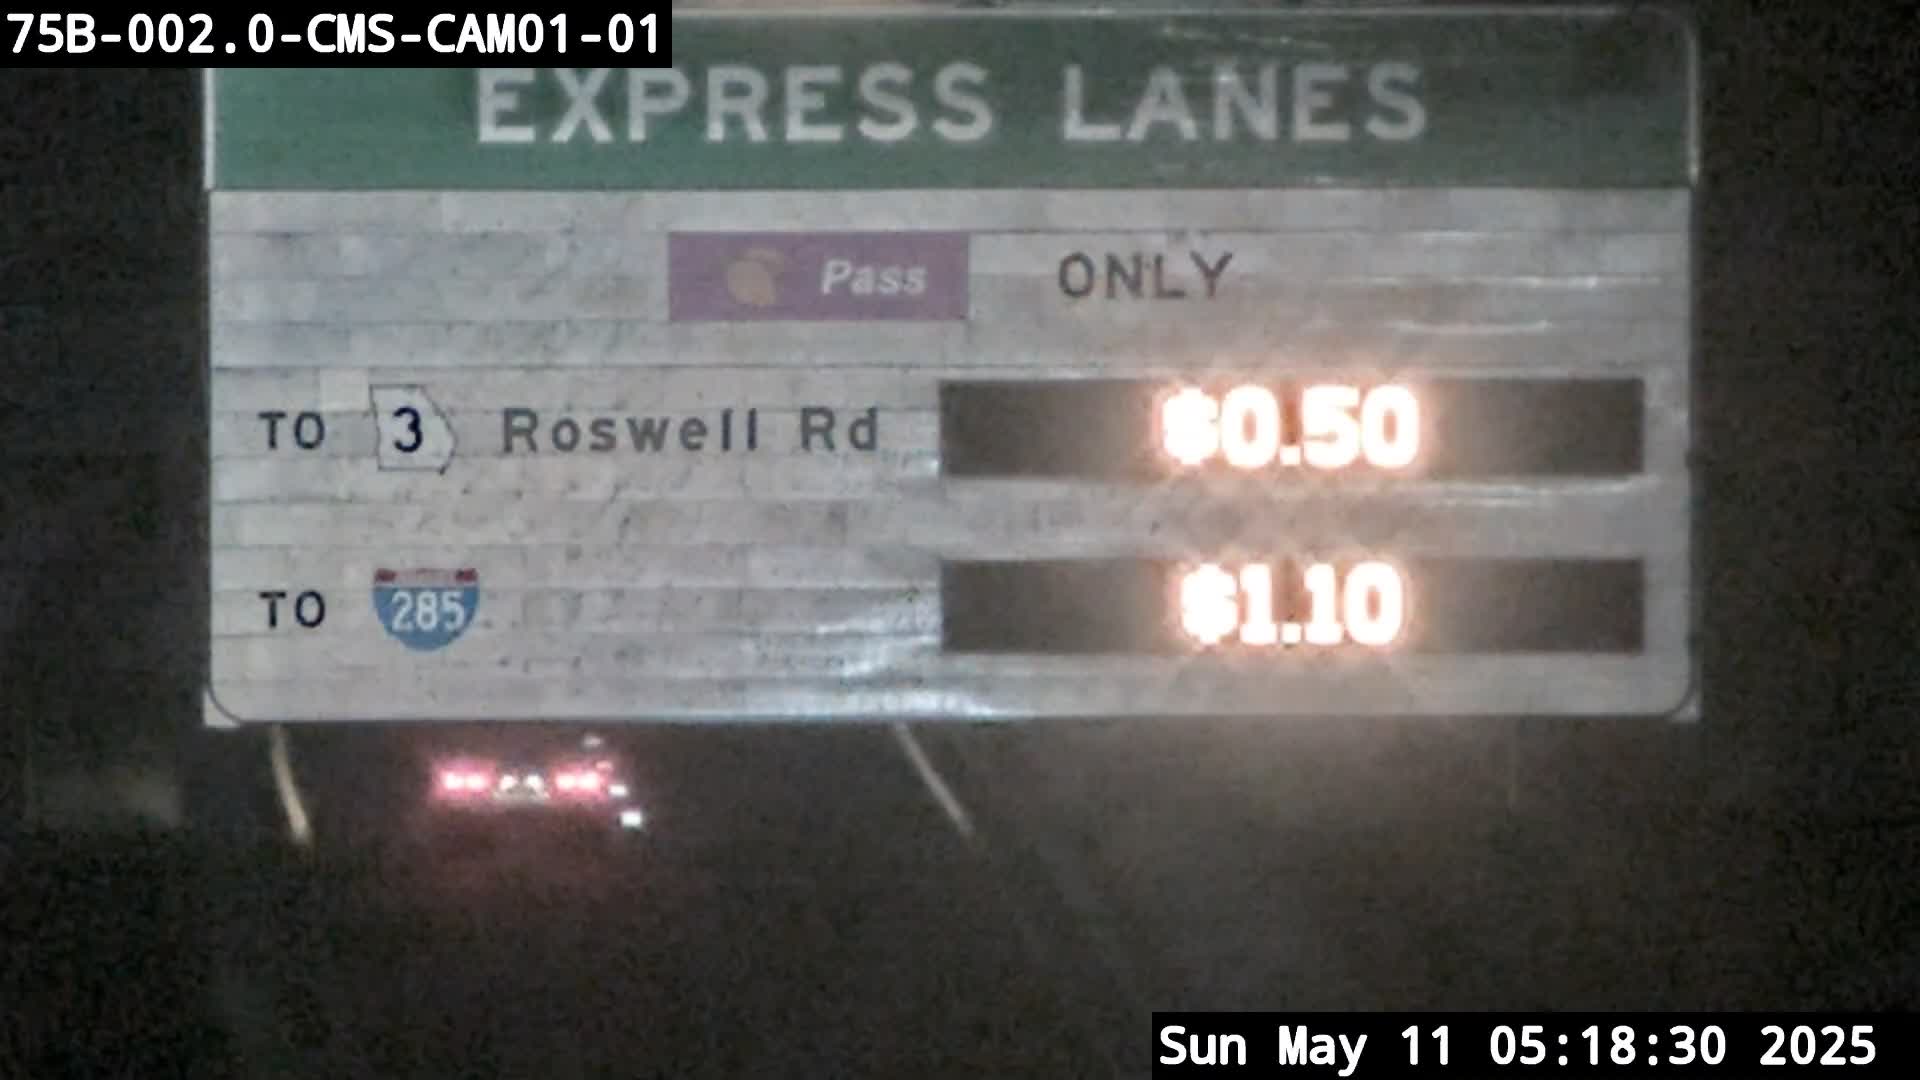 75B-002.0-CMS-CAM01-01
EXPRESS LANES
Pass ONLY
TO 3 Roswell Rd $0.50
TO 285 $1.10
Sun May 11 05:18:30 2025